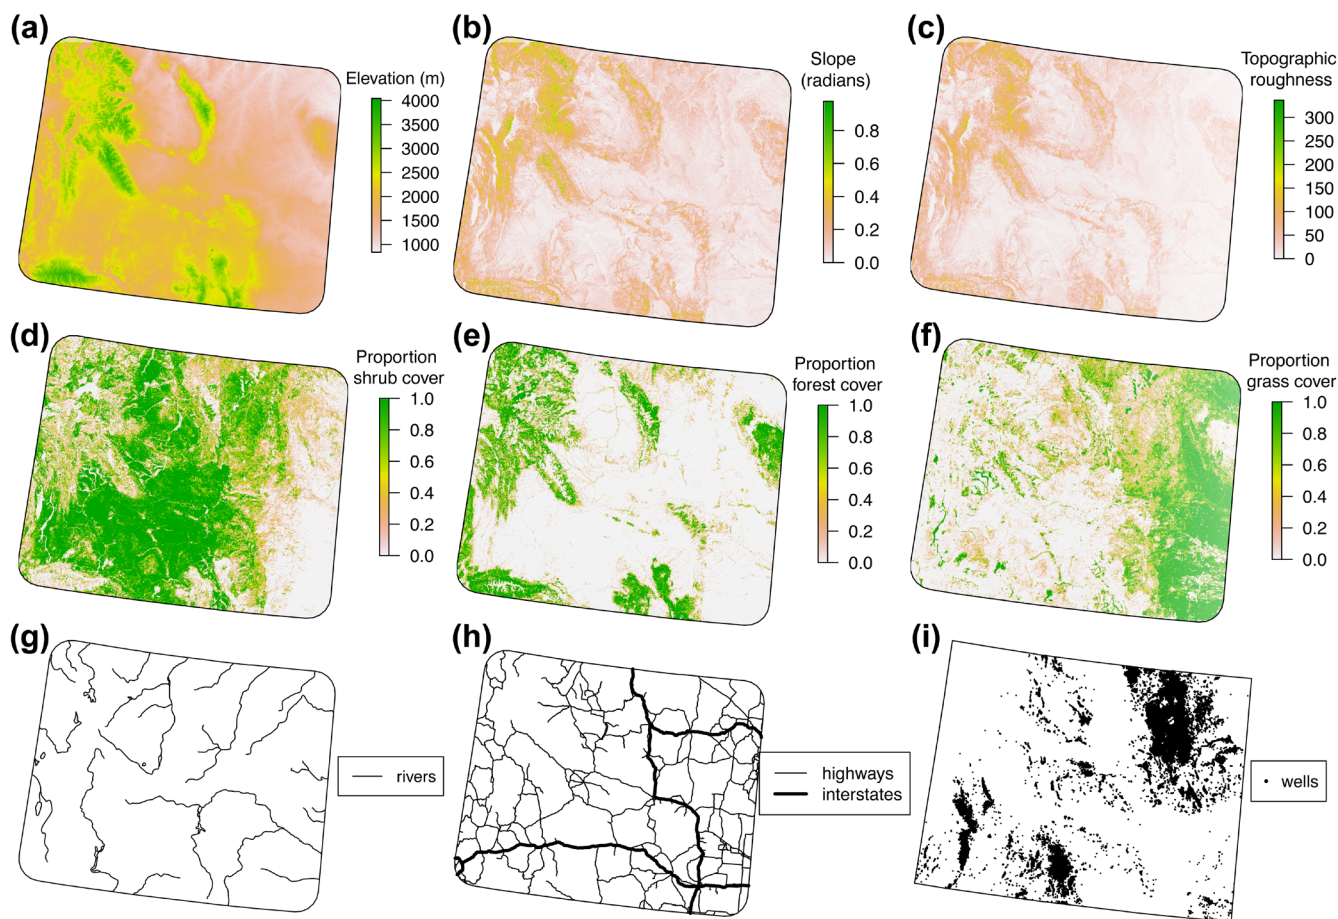 (a)
Elevation (m)
4000
3500
3000
2500
2000
1500
1000
(b)
Slope
(radians)
0.8
0.6
0.4
0.2
0.0
(c)
Topographic
roughness
300
250
200
150
100
50
0
(d)
Proportion
shrub cover
1.0
0.8
0.6
0.4
0.2
0.0
(e)
Proportion
forest cover
1.0
0.8
0.6
0.4
0.2
0.0
(f)
Proportion
grass cover
1.0
0.8
0.6
0.4
0.2
0.0
(g)
rivers
(h)
highways
interstates
(i)
wells